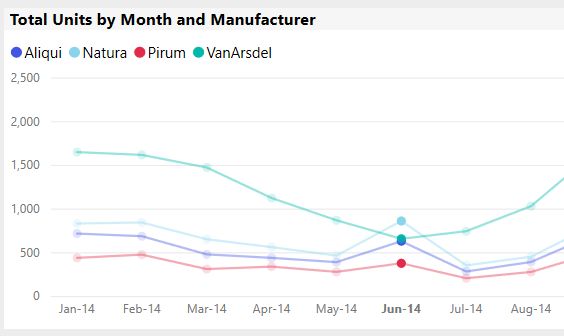 Total Units by Month and Manufacturer
Aliqui Natura Pirum VanArsdel
2,500
2,000
1,500
1,000
500
0
Jan-14 Feb-14 Mar-14 Apr-14 May-14 Jun-14 Jul-14 Aug-14